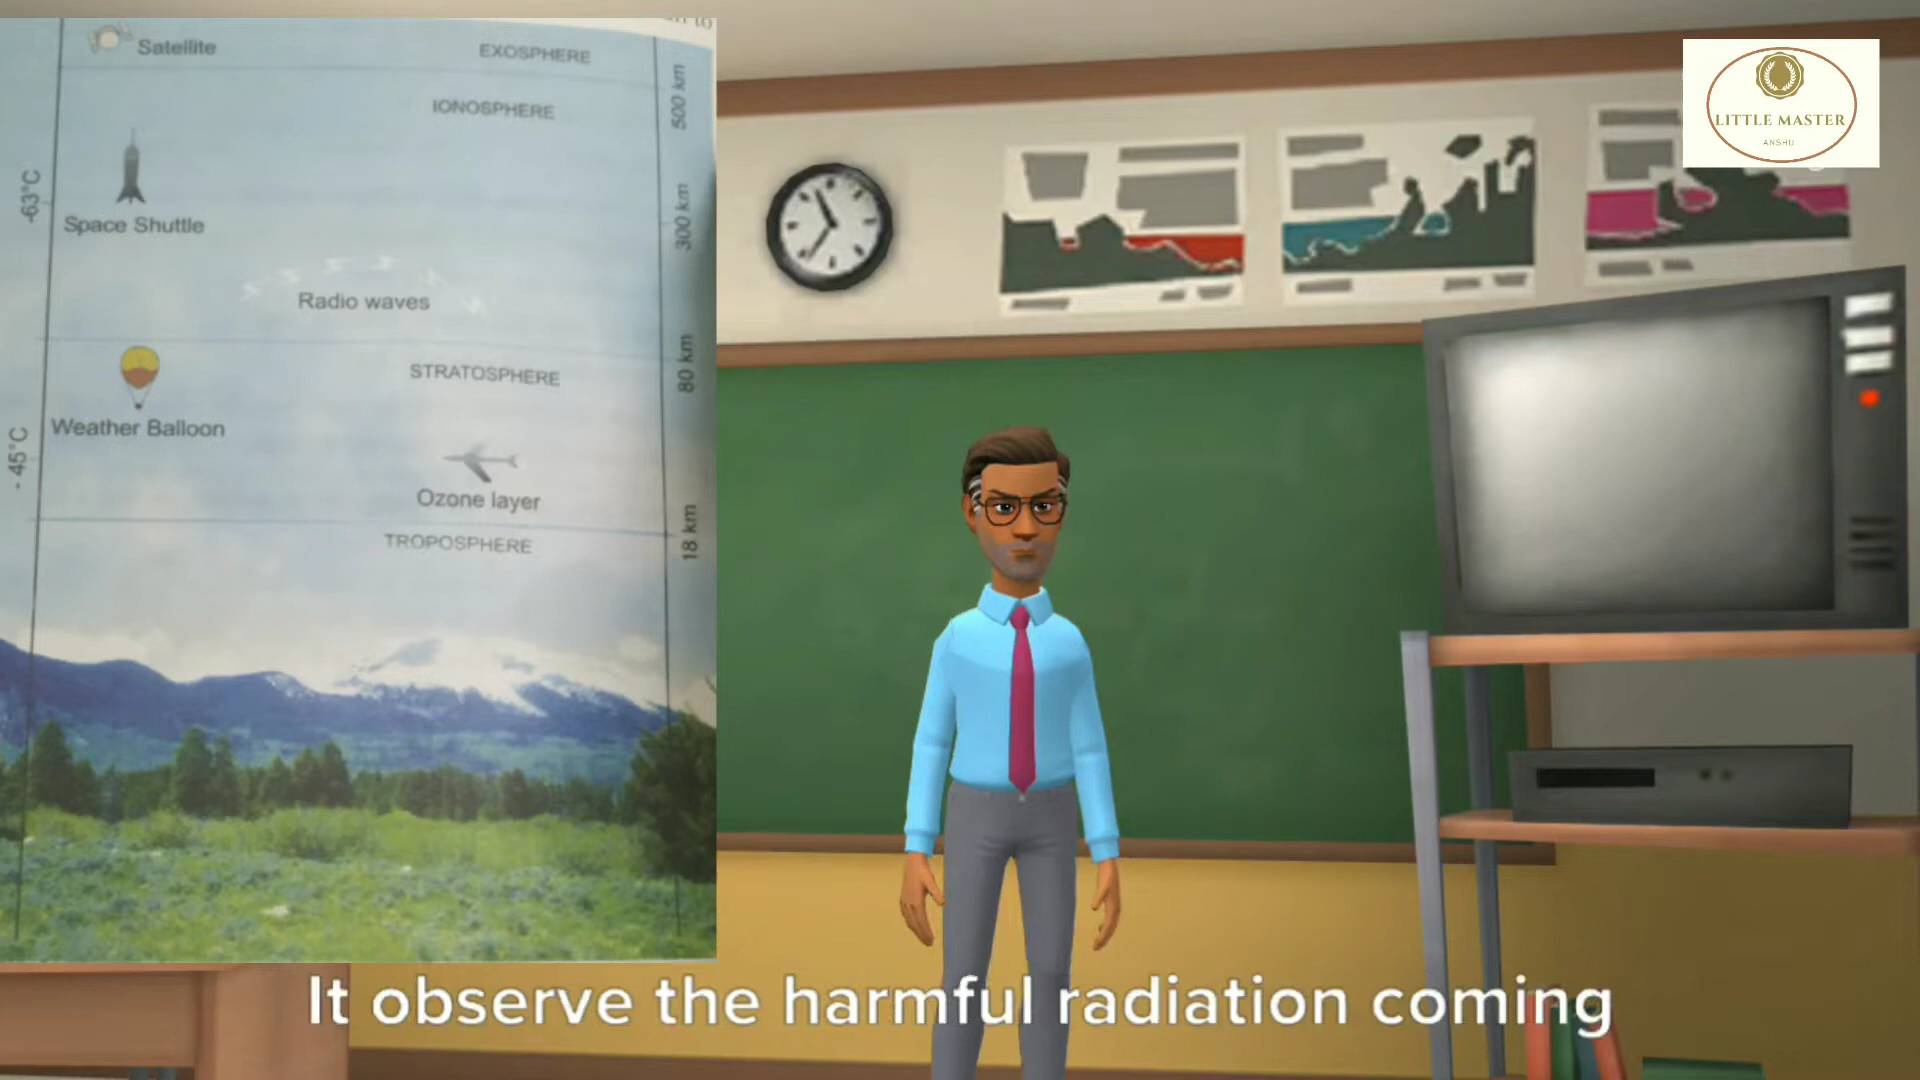 Satellite
EXOSPHERE
500 km
IONOSPHERE
-63°C
Space Shuttle
300 km
Radio waves
80 km
STRATOSPHERE
Weather Balloon
- 45°C
Ozone layer
18 km
TROPOSPHERE
LITTLE MASTER
ANSHU
It observe the harmful radiation coming